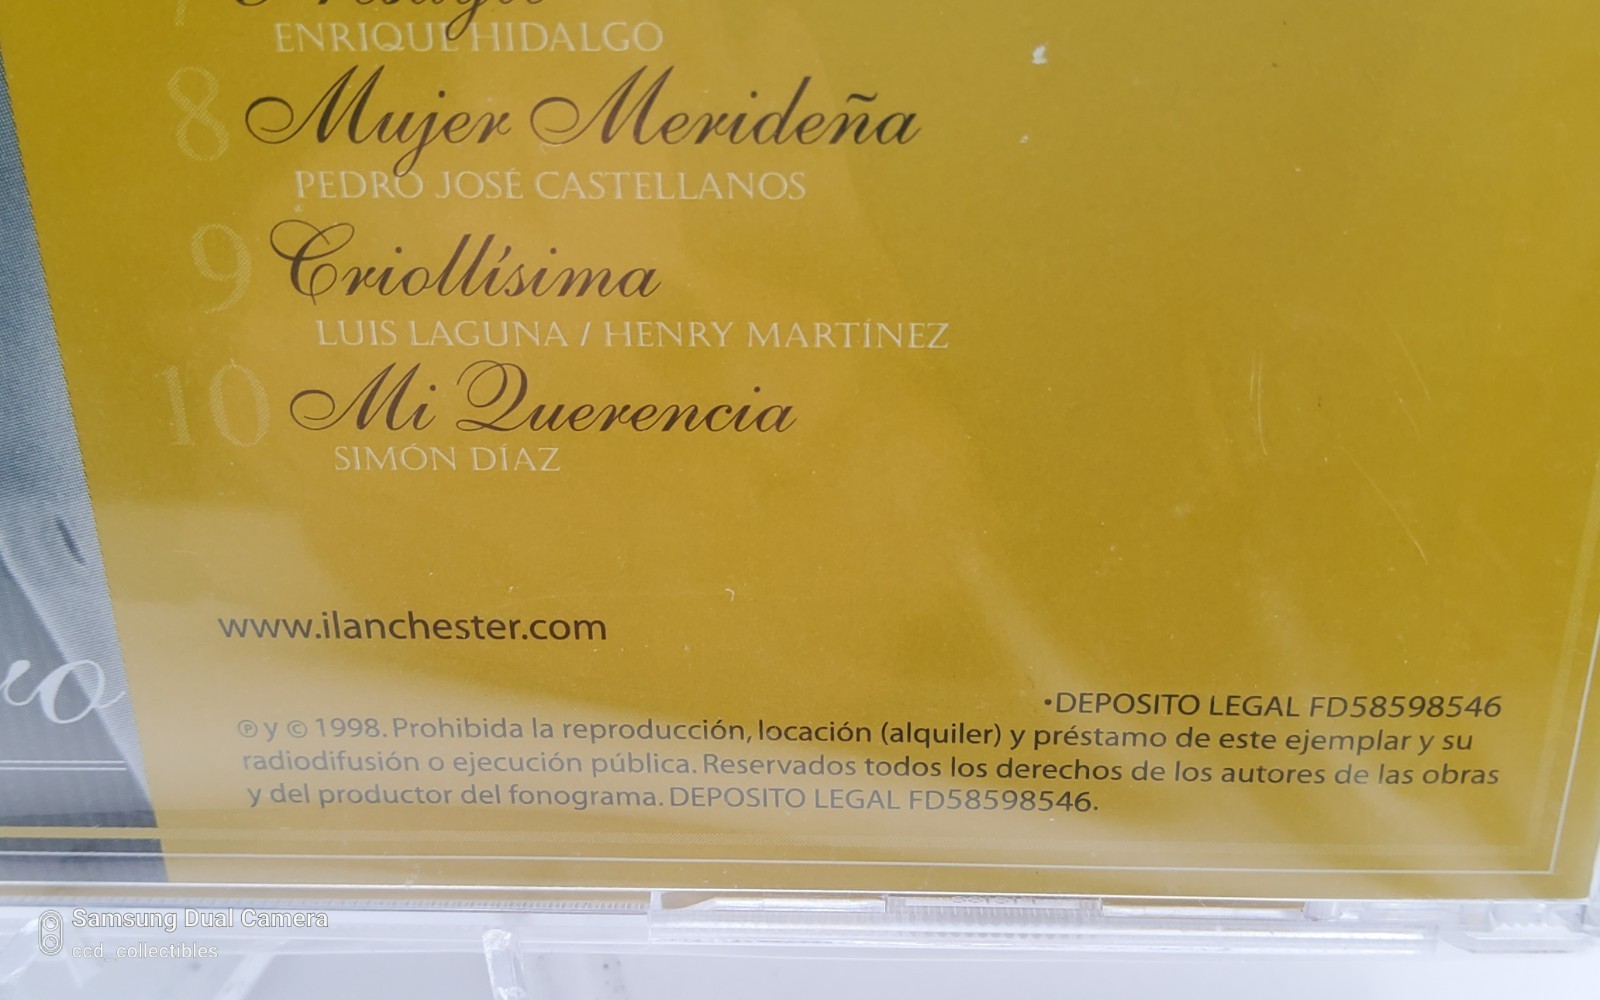 ENRIQUE HIDALGO
8 Mujer Merideña
PEDRO JOSÉ CASTELLANOS
9 Criollísima
LUIS LAGUNA / HENRY MARTÍNEZ
10 Mi Querencia
SIMÓN DÍAZ
www.ilanchester.com
•DEPOSITO LEGAL FD58598546
℗ y © 1998. Prohibida la reproducción, locación (alquiler) y préstamo de este ejemplar y su
radiodifusión o ejecución pública. Reservados todos los derechos de los autores de las obras
y del productor del fonograma. DEPOSITO LEGAL FD58598546.
Samsung Dual Camera
ccd_collectibles